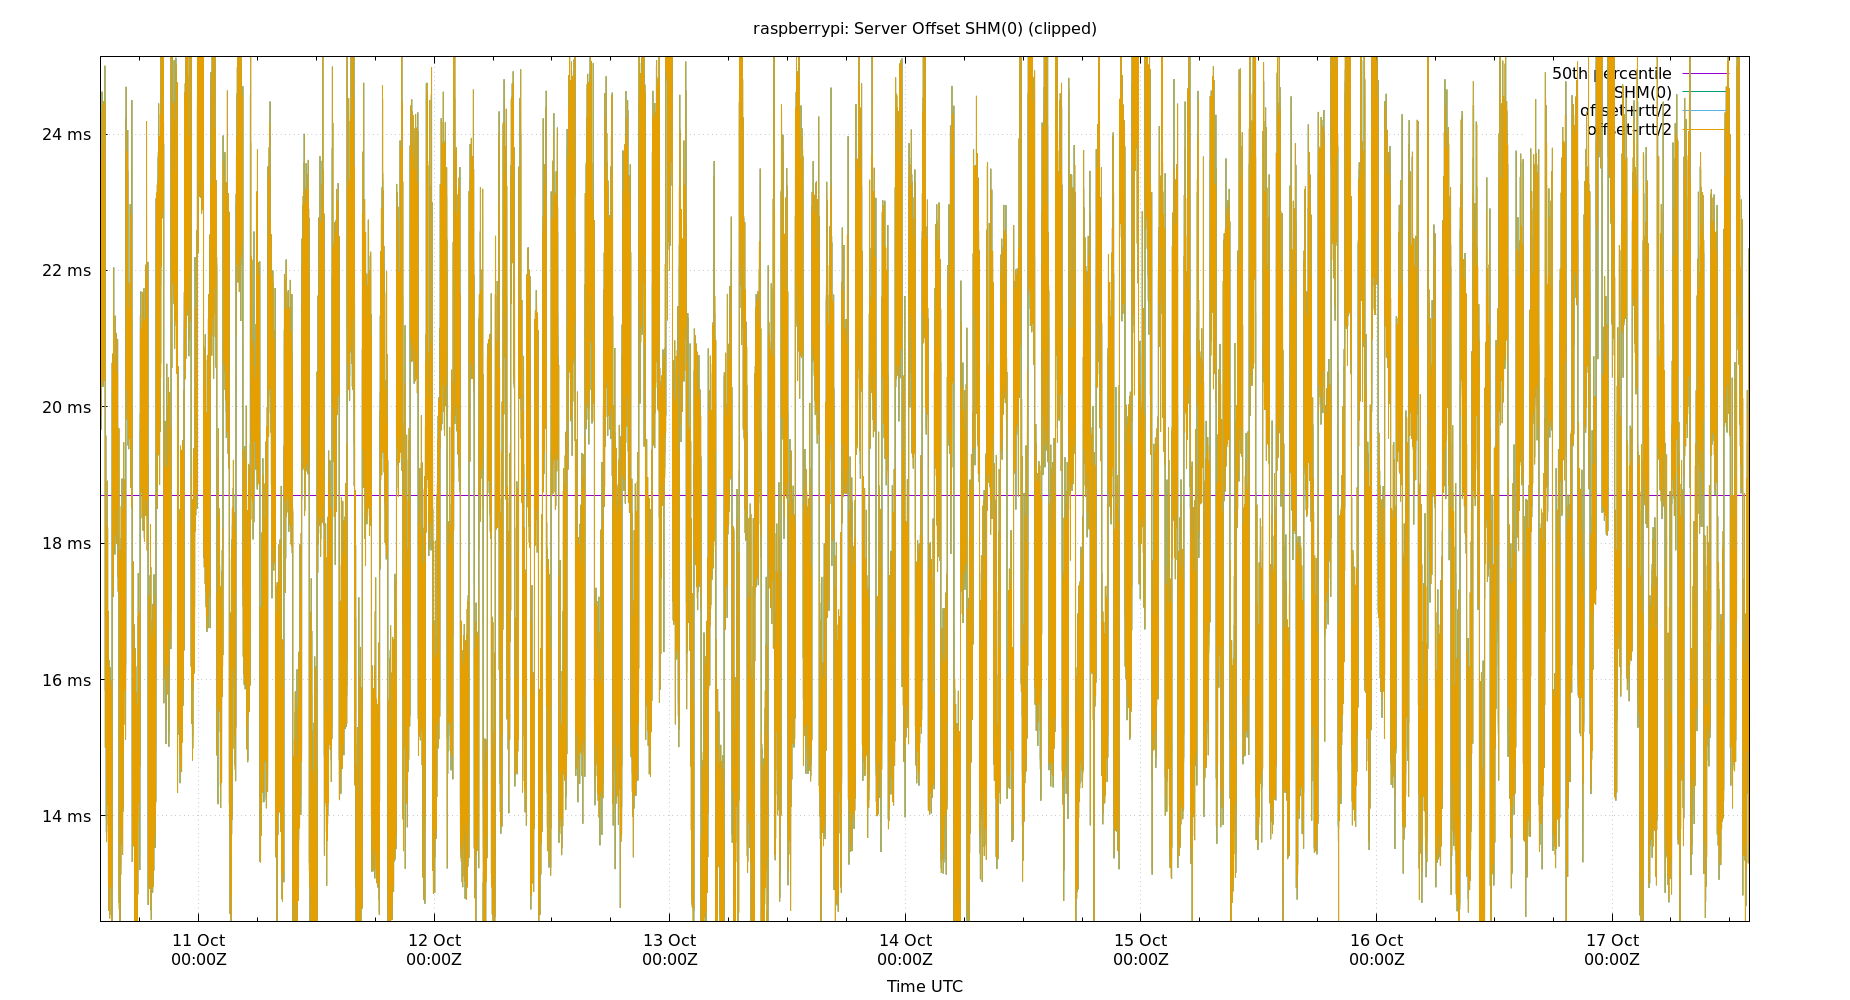 raspberrypi: Server Offset SHM(0) (clipped)
50th percentile
SHM(0)
offset+rtt/2
offset-rtt/2
24 ms
22 ms
20 ms
18 ms
16 ms
14 ms
11 Oct 12 Oct 13 Oct 14 Oct 15 Oct 16 Oct 17 Oct
00:00Z 00:00Z 00:00Z 00:00Z 00:00Z 00:00Z 00:00Z
Time UTC